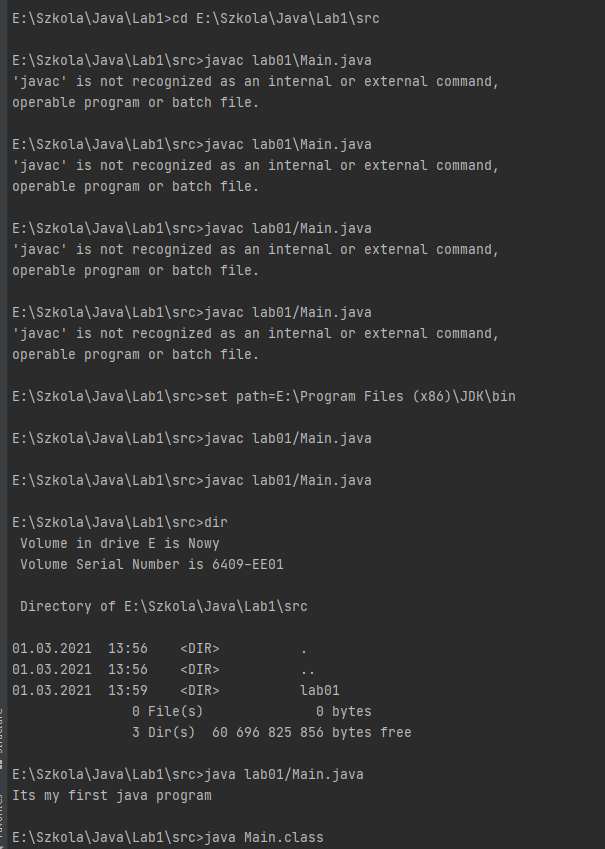 E:\Szkola\Java\Lab1>cd E:\Szkola\Java\Lab1\src
E:\Szkola\Java\Lab1\src>javac lab01\Main.java
'javac' is not recognized as an internal or external command,
operable program or batch file.
E:\Szkola\Java\Lab1\src>javac lab01\Main.java
'javac' is not recognized as an internal or external command,
operable program or batch file.
E:\Szkola\Java\Lab1\src>javac lab01/Main.java
'javac' is not recognized as an internal or external command,
operable program or batch file.
E:\Szkola\Java\Lab1\src>javac lab01/Main.java
'javac' is not recognized as an internal or external command,
operable program or batch file.
E:\Szkola\Java\Lab1\src>set path=E:\Program Files (x86)\JDK\bin
E:\Szkola\Java\Lab1\src>javac lab01/Main.java
E:\Szkola\Java\Lab1\src>javac lab01/Main.java
E:\Szkola\Java\Lab1\src>dir
Volume in drive E is Nowy
Volume Serial Number is 6409-EE01
Directory of E:\Szkola\Java\Lab1\src
01.03.2021  13:56    <DIR>          .
01.03.2021  13:56    <DIR>          ..
01.03.2021  13:59    <DIR>          lab01
0 File(s)              0 bytes
3 Dir(s)  60 696 825 856 bytes free
E:\Szkola\Java\Lab1\src>java lab01/Main.java
Its my first java program
E:\Szkola\Java\Lab1\src>java Main.class